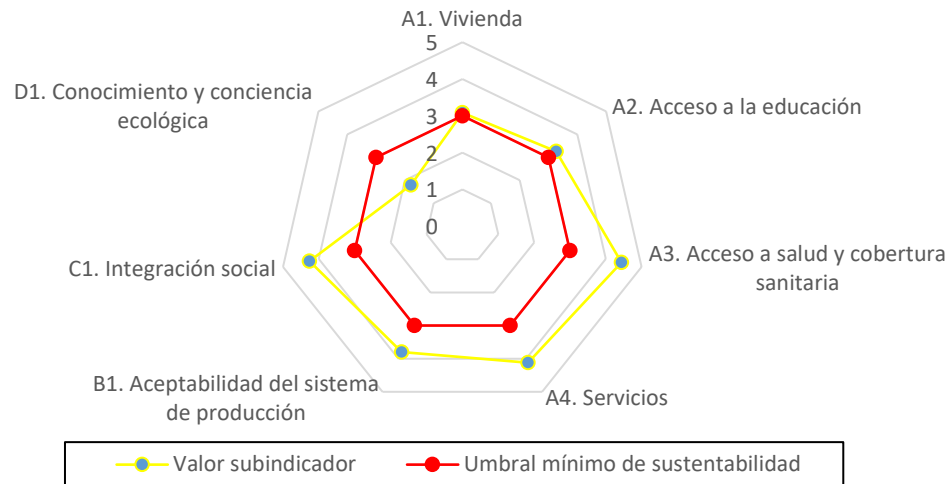 A1. Vivienda
5
4
3
2
1
0
A2. Acceso a la educación
A3. Acceso a salud y cobertura
sanitaria
A4. Servicios
B1. Aceptabilidad del sistema
de producción
C1. Integración social
D1. Conocimiento y conciencia
ecológica
Valor subindicador
Umbral mínimo de sustentabilidad